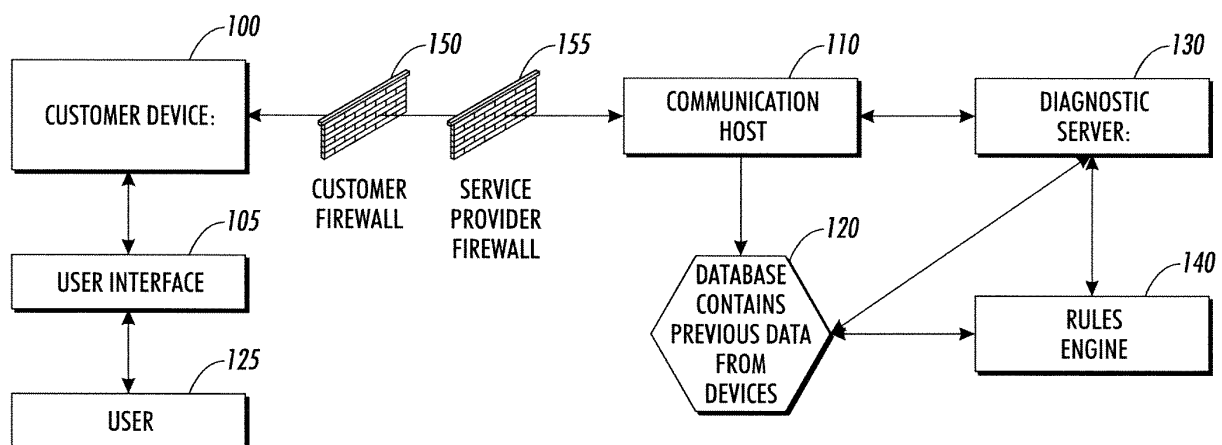 100
CUSTOMER DEVICE:
150
CUSTOMER
FIREWALL
155
SERVICE
PROVIDER
FIREWALL
110
COMMUNICATION
HOST
130
DIAGNOSTIC
SERVER:
105
USER INTERFACE
120
DATABASE
CONTAINS
PREVIOUS DATA
FROM
DEVICES
140
RULES
ENGINE
125
USER